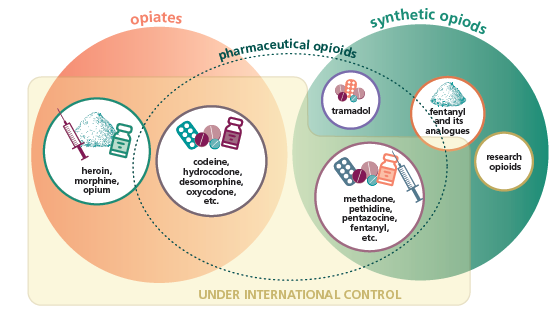 opiates
pharmaceutical opioids
synthetic opiods
heroin,
morphine,
opium
codeine,
hydrocodone,
desomorphine,
oxycodone,
etc.
tramadol
fentanyl
and its
analogues
research
opioids
methadone,
pethidine,
pentazocine,
fentanyl,
etc.
UNDER INTERNATIONAL CONTROL